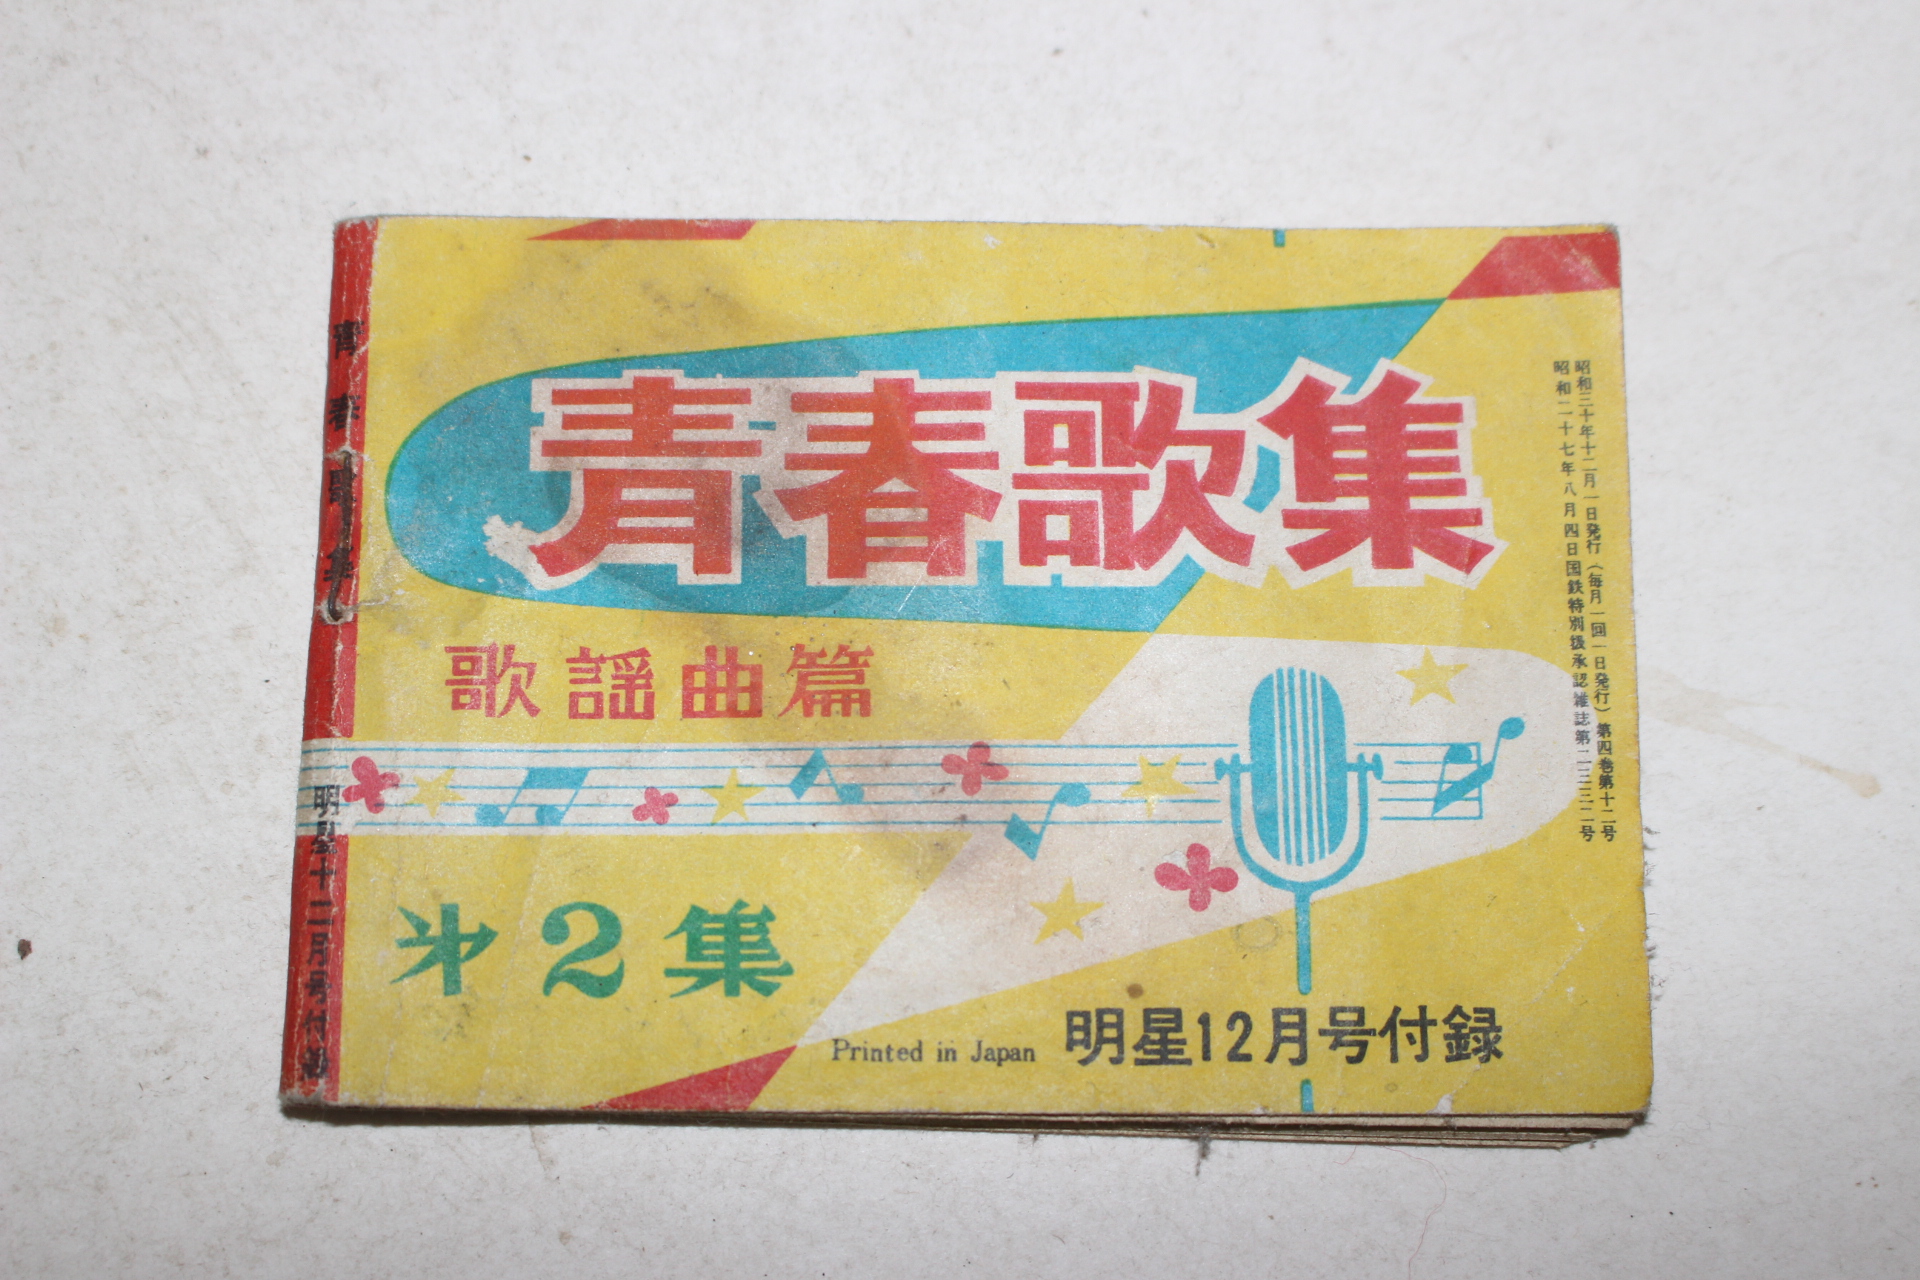 青春歌集
歌謡曲篇
第2集
Printed in Japan
明星12月号付録
昭和三十年十二月一日発行（毎月一回一日発行）第四巻第十二号
昭和二十七年八月四日国鉄特別扱承認雑誌第二三三二号
青春歌集
明星十二月号付録